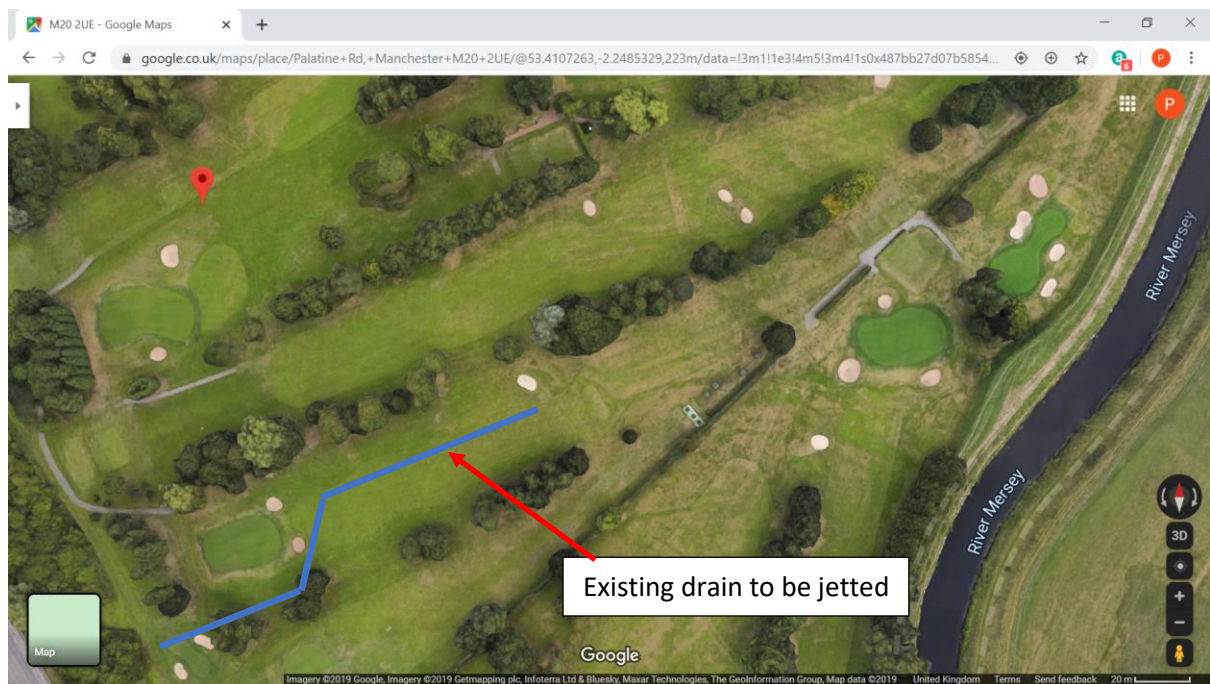 M20 2UE - Google Maps
google.co.uk/maps/place/Palatine+Rd,+Manchester+M20+2UE/@53.4107263,-2.2485329,223m/data=!3m1!1e3!4m5!3m4!1s0x487bb27d07b5854...
a
6
P
P
River Mersey
River Mersey
3D
Existing drain to be jetted
Map
Google
Imagery ©2019 Google, Imagery ©2019 Getmapping plc, Infoterra Ltd & Bluesky, Maxar Technologies, The GeoInformation Group, Map data ©2019 United Kingdom Terms Send feedback 20 m